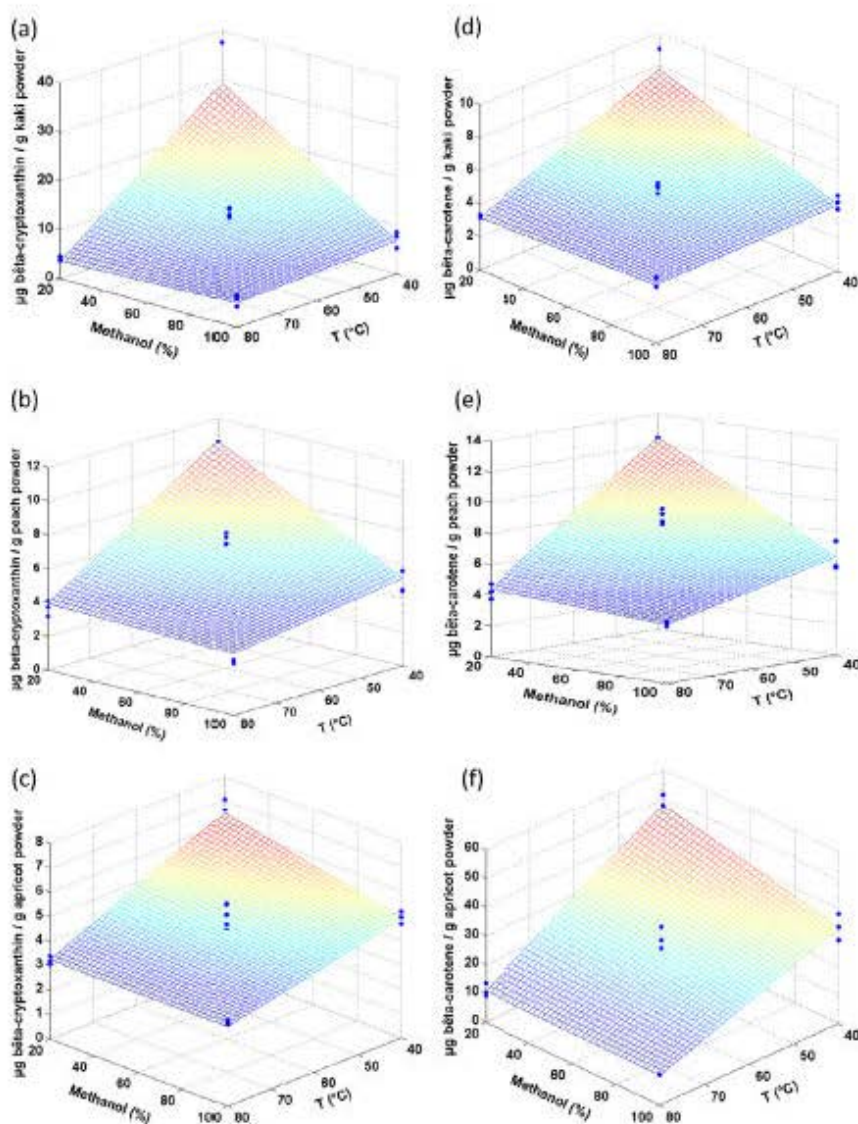 (a)
µg bêta-cryptoxanthin / g kaki powder
40
30
20
10
0
20 40 60 80 100
Methanol (%)
80 70 60 50 40
T (°C)
(d)
µg bêta-carotene / g kaki powder
10
8
6
4
2
0
20 40 60 80 100
Methanol (%)
80 70 60 50 40
T (°C)
(b)
µg beta-cryptoxanthin / g peach powder
12
10
8
6
4
2
0
20 40 60 80 100
Methanol (%)
80 70 60 50 40
T (°C)
(e)
µg bêta-carotene / g peach powder
14
12
10
8
6
4
2
0
20 40 60 80 100
Methanol (%)
80 70 60 50 40
T (°C)
(c)
µg bêta-cryptoxanthin / g apricot powder
8
7
6
5
4
3
2
1
0
20 40 60 80 100
Methanol (%)
80 70 60 50 40
T (°C)
(f)
µg bêta-carotene / g apricot powder
60
50
40
30
20
10
0
20 40 60 80 100
Methanol (%)
80 70 60 50 40
T (°C)